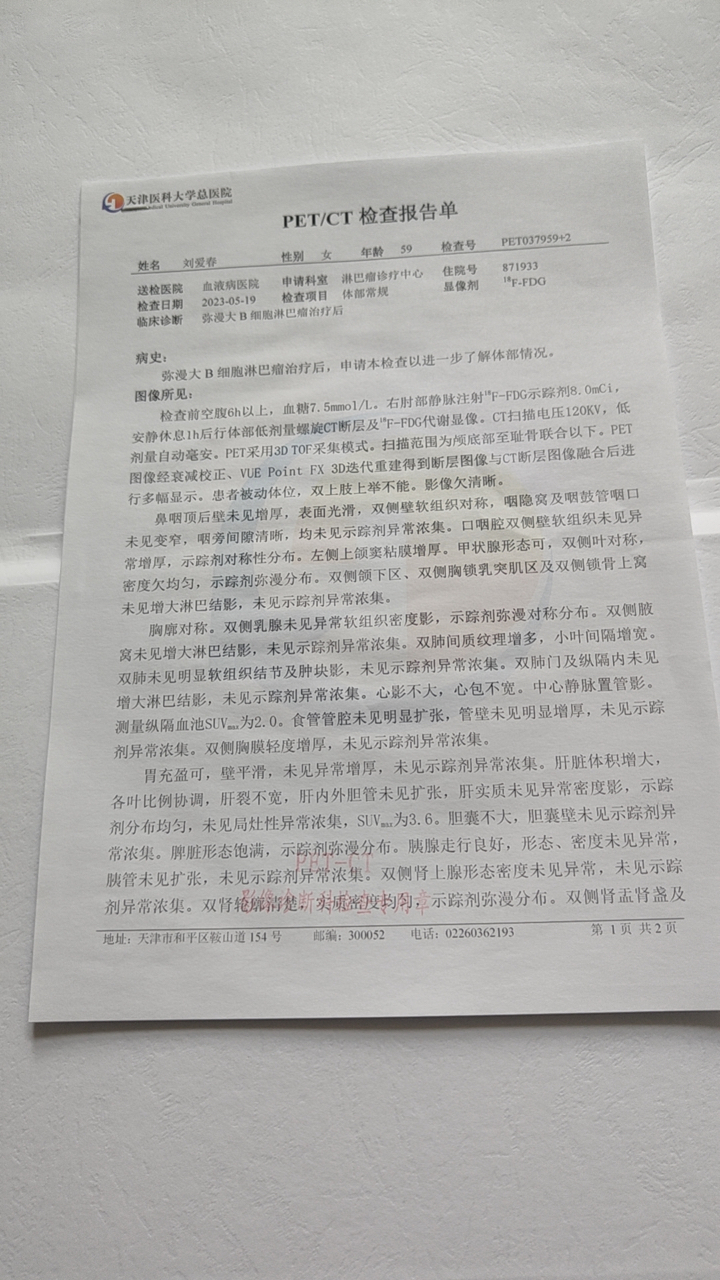 天津医科大学总医院
Medical University General Hospital
PET/CT 检查报告单
姓名 刘爱春 性别 女 年龄 59 检查号 PET037959+2
送检医院 血液病医院 申请科室 淋巴瘤诊疗中心 住院号 871933
检查日期 2023-05-19 检查项目 体部常规 显像剂 ¹⁸F-FDG
临床诊断 弥漫大B细胞淋巴瘤治疗后
病史：
弥漫大B细胞淋巴瘤治疗后，申请本检查以进一步了解体部情况。
图像所见：
检查前空腹6h以上，血糖7.5mmol/L。右肘部静脉注射¹⁸F-FDG示踪剂8.0mCi，
安静休息1h后行体部低剂量螺旋CT断层及¹⁸F-FDG代谢显像。CT扫描电压120KV，低
剂量自动毫安。PET采用3D TOF采集模式。扫描范围为颅底部至耻骨联合以下。PET
图像经衰减校正、VUE Point FX 3D迭代重建得到断层图像与CT断层图像融合后进
行多幅显示。患者被动体位，双上肢上举不能。影像欠清晰。
鼻咽顶后壁未见增厚，表面光滑，双侧壁软组织对称，咽隐窝及咽鼓管咽口
未见变窄，咽旁间隙清晰，均未见示踪剂异常浓集。口咽腔双侧壁软组织未见异
常增厚，示踪剂对称性分布。左侧上颌窦粘膜增厚。甲状腺形态可，双侧叶对称，
密度欠均匀，示踪剂弥漫分布。双侧颌下区、双侧胸锁乳突肌区及双侧锁骨上窝
未见增大淋巴结影，未见示踪剂异常浓集。
胸廓对称。双侧乳腺未见异常软组织密度影，示踪剂弥漫对称分布。双侧腋
窝未见增大淋巴结影，未见示踪剂异常浓集。双肺间质纹理增多，小叶间隔增宽。
双肺未见明显软组织结节及肿块影，未见示踪剂异常浓集。双肺门及纵隔内未见
增大淋巴结影，未见示踪剂异常浓集。心影不大，心包不宽。中心静脉置管影。
测量纵隔血池SUVmax为2.0。食管管腔未见明显扩张，管壁未见明显增厚，未见示踪
剂异常浓集。双侧胸膜轻度增厚，未见示踪剂异常浓集。
胃充盈可，壁平滑，未见异常增厚，未见示踪剂异常浓集。肝脏体积增大，
各叶比例协调，肝裂不宽，肝内外胆管未见扩张，肝实质未见异常密度影，示踪
剂分布均匀，未见局灶性异常浓集，SUVmax为3.6。胆囊不大，胆囊壁未见示踪剂异
常浓集。脾脏形态饱满，示踪剂弥漫分布。胰腺走行良好，形态、密度未见异常，
胰管未见扩张，未见示踪剂异常浓集。双侧肾上腺形态密度未见异常，未见示踪
剂异常浓集。双肾轮廓清楚，实质密度均匀，示踪剂弥漫分布。双侧肾盂肾盏及
PET-CT
影像诊断科检查专用章
地址：天津市和平区鞍山道 154 号 邮编：300052 电话：02260362193 第 1 页 共 2 页